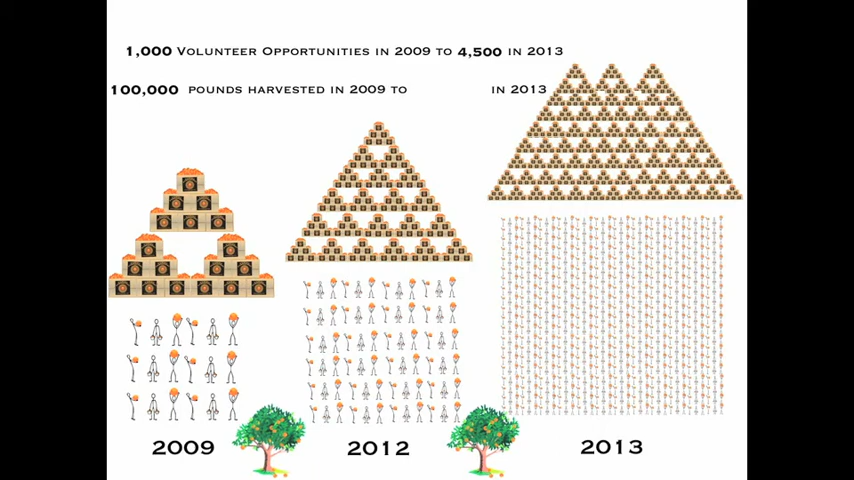 1,000 VOLUNTEER OPPORTUNITIES IN 2009 TO 4,500 IN 2013
100,000 POUNDS HARVESTED IN 2009 TO IN 2013
2009 2012 2013